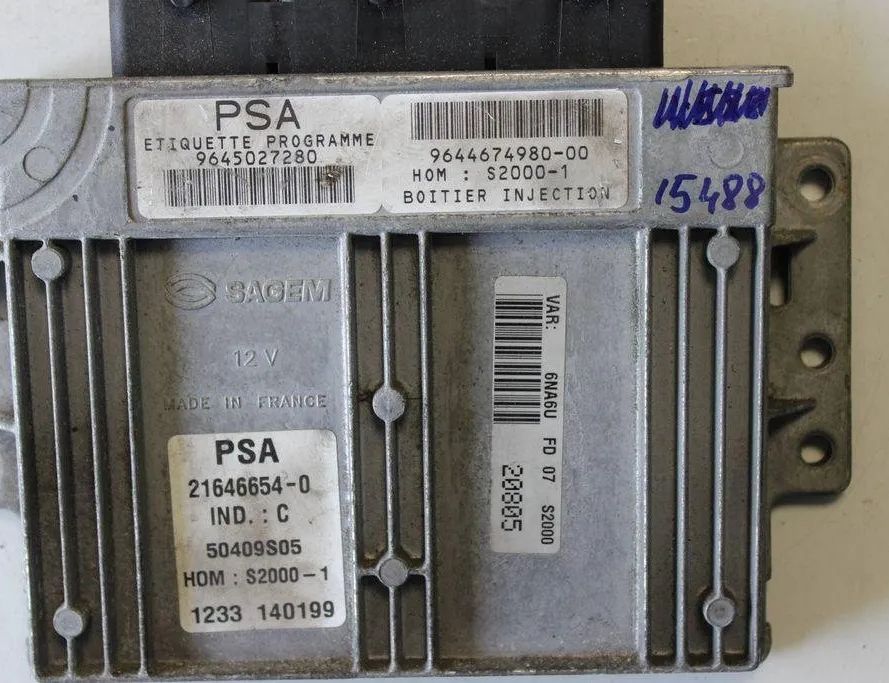 PSA
ETIQUETTE PROGRAMME
9645027280
9644674980-00
HOM : S2000-1
BOITIER INJECTION
15488
SAGEM
12 V
MADE IN FRANCE
VAR: 6NA6U FD 07 S2000
20805
PSA
21646654-0
IND. : C
50409S05
HOM : S2000-1
1233 140199